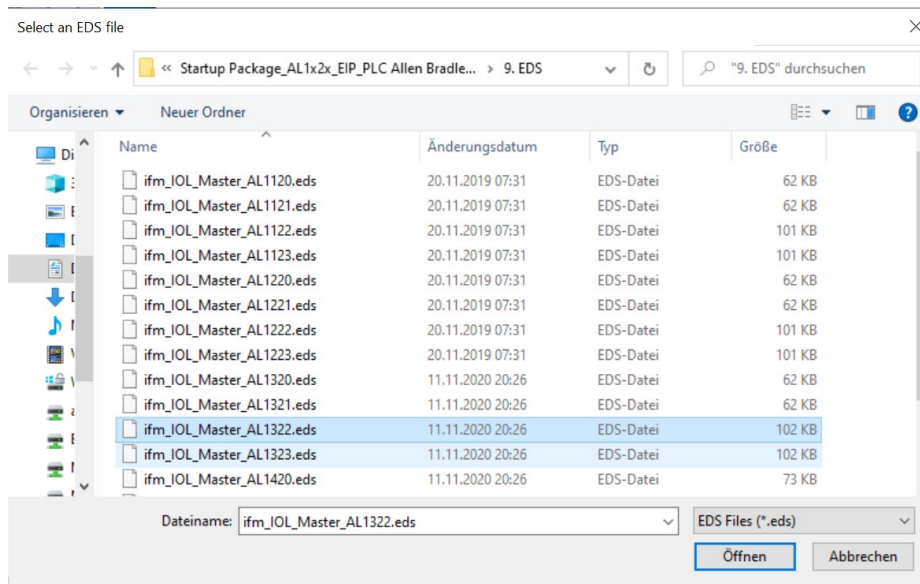 Select an EDS file
« Startup Package_AL1x2x_EIP_PLC Allen Bradle... › 9. EDS
"9. EDS" durchsuchen
Organisieren
Neuer Ordner
Name Änderungsdatum Typ Größe
ifm_IOL_Master_AL1120.eds 20.11.2019 07:31 EDS-Datei 62 KB
ifm_IOL_Master_AL1121.eds 20.11.2019 07:31 EDS-Datei 62 KB
ifm_IOL_Master_AL1122.eds 20.11.2019 07:31 EDS-Datei 101 KB
ifm_IOL_Master_AL1123.eds 20.11.2019 07:31 EDS-Datei 101 KB
ifm_IOL_Master_AL1220.eds 20.11.2019 07:31 EDS-Datei 62 KB
ifm_IOL_Master_AL1221.eds 20.11.2019 07:31 EDS-Datei 62 KB
ifm_IOL_Master_AL1222.eds 20.11.2019 07:31 EDS-Datei 101 KB
ifm_IOL_Master_AL1223.eds 20.11.2019 07:31 EDS-Datei 101 KB
ifm_IOL_Master_AL1320.eds 11.11.2020 20:26 EDS-Datei 62 KB
ifm_IOL_Master_AL1321.eds 11.11.2020 20:26 EDS-Datei 62 KB
ifm_IOL_Master_AL1322.eds 11.11.2020 20:26 EDS-Datei 102 KB
ifm_IOL_Master_AL1323.eds 11.11.2020 20:26 EDS-Datei 102 KB
ifm_IOL_Master_AL1420.eds 11.11.2020 20:26 EDS-Datei 73 KB
Dateiname: ifm_IOL_Master_AL1322.eds
EDS Files (*.eds)
Öffnen Abbrechen